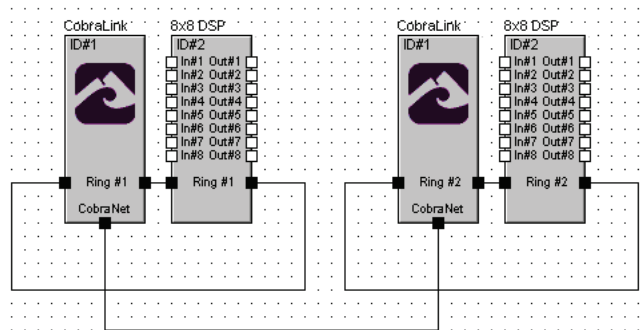 CobraLink
ID#1
Ring #1
CobraNet
8x8 DSP
ID#2
In#1 Out#1
In#2 Out#2
In#3 Out#3
In#4 Out#4
In#5 Out#5
In#6 Out#6
In#7 Out#7
In#8 Out#8
Ring #1
CobraLink
ID#1
Ring #2
CobraNet
8x8 DSP
ID#2
In#1 Out#1
In#2 Out#2
In#3 Out#3
In#4 Out#4
In#5 Out#5
In#6 Out#6
In#7 Out#7
In#8 Out#8
Ring #2